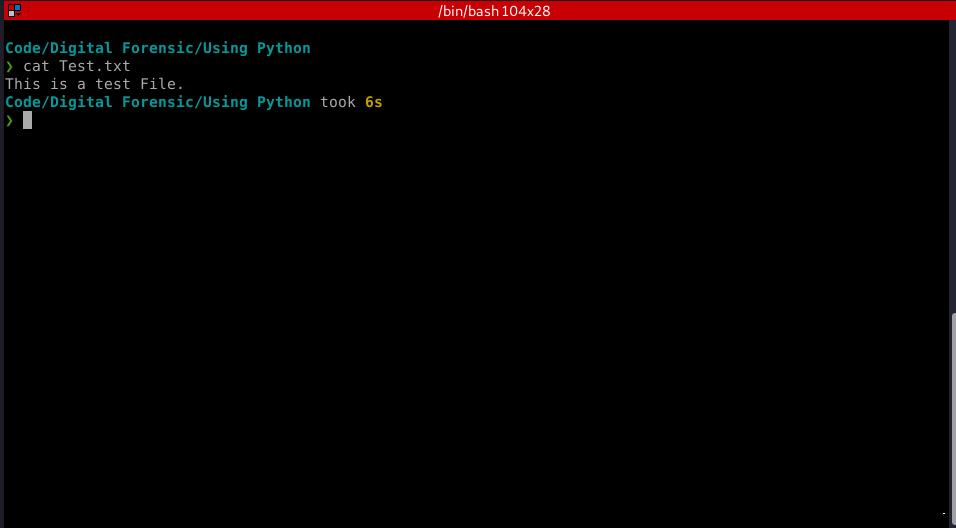 /bin/bash 104x28
Code/Digital Forensic/Using Python
❯ cat Test.txt
This is a test File.
Code/Digital Forensic/Using Python took 6s
❯